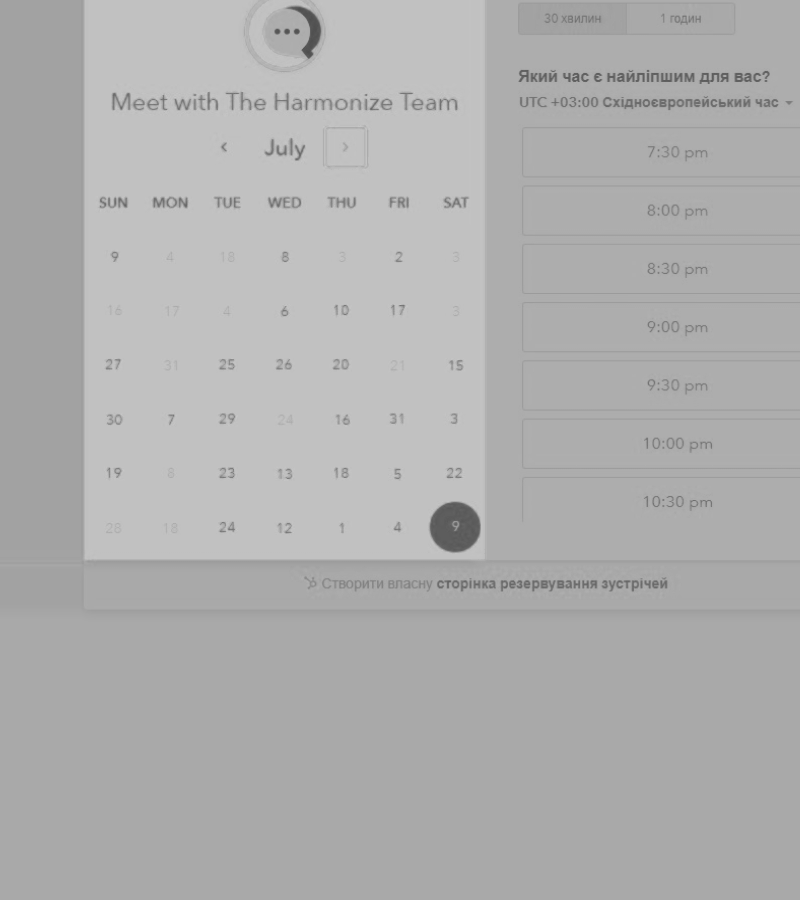 30 хвилин 1 годин
Який час є найліпшим для вас?
UTC +03:00 Східноєвропейський час
Meet with The Harmonize Team
July
SUN MON TUE WED THU FRI SAT
9 4 18 8 3 2 3
16 17 4 6 10 17 3
27 31 25 26 20 21 15
30 7 29 24 16 31 3
19 8 23 13 18 5 22
28 18 24 12 1 4 9
7:30 pm
8:00 pm
8:30 pm
9:00 pm
9:30 pm
10:00 pm
10:30 pm
Створити власну сторінка резервування зустрічей